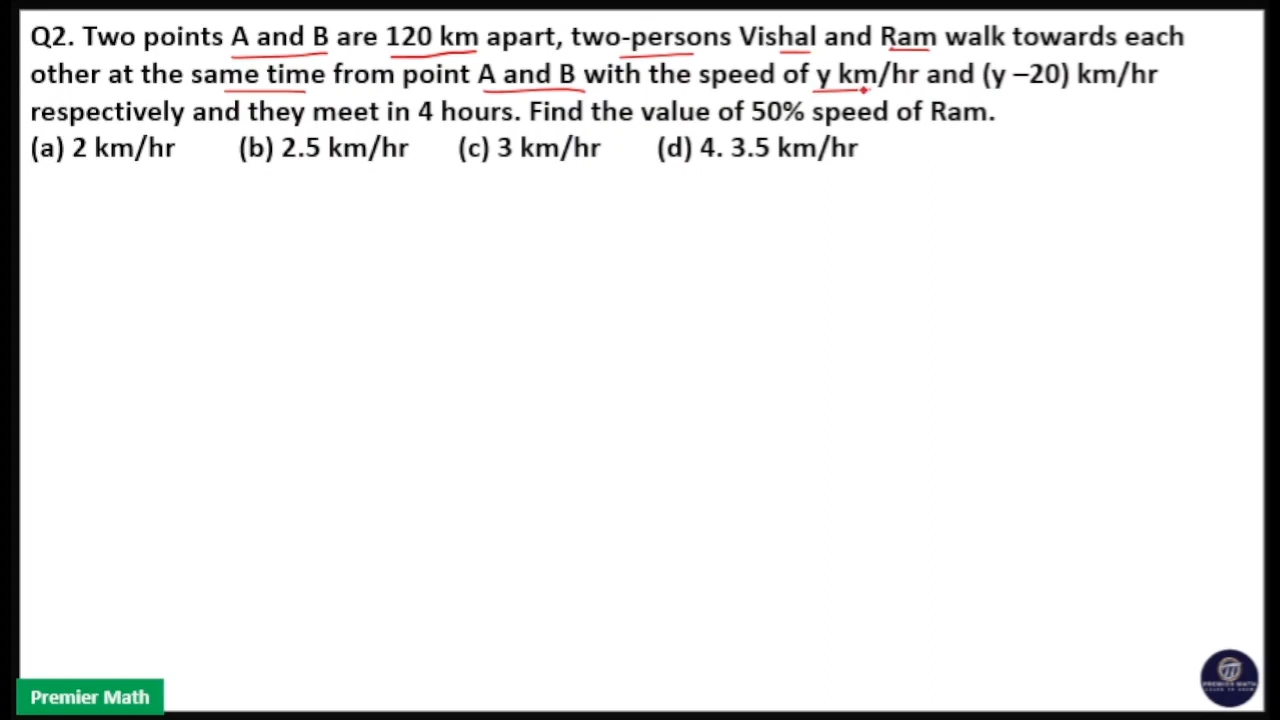 Q2. Two points A and B are 120 km apart, two-persons Vishal and Ram walk towards each
other at the same time from point A and B with the speed of y km/hr and (y –20) km/hr
respectively and they meet in 4 hours. Find the value of 50% speed of Ram.
(a) 2 km/hr (b) 2.5 km/hr (c) 3 km/hr (d) 4. 3.5 km/hr
Premier Math
PREMIER MATH